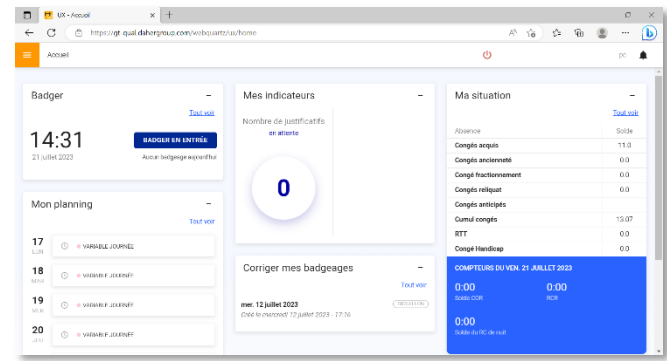 UX - Accueil
https://gt-qual.dahergroup.com/webquartz/ux/home
Accueil
Badger
Tout voir
14:31
21 juillet 2023
BADGER EN ENTRÉE
Aucun badgeage aujourd'hui
Mon planning
Tout voir
17
LUN
VARIABLE JOURNÉE
18
MAR
VARIABLE JOURNÉE
19
MER
VARIABLE JOURNÉE
20
JEU
VARIABLE JOURNÉE
Mes indicateurs
Nombre de justificatifs
en attente
0
Corriger mes badgeages
Tout voir
mer. 12 juillet 2023
Créé le mercredi 12 juillet 2023 - 17:16
Ma situation
Tout voir
Absence Solde
Congés acquis 11.0
Congés ancienneté 0.0
Congé fractionnement 0.0
Congés reliquat 0.0
Congés anticipés
Cumul congés 13.07
RTT 0.0
Congé Handicap 0.0
COMPTEURS DU VEN. 21 JUILLET 2023
0:00 0:00
Solde COR RCR
0:00
Solde du RC de nuit